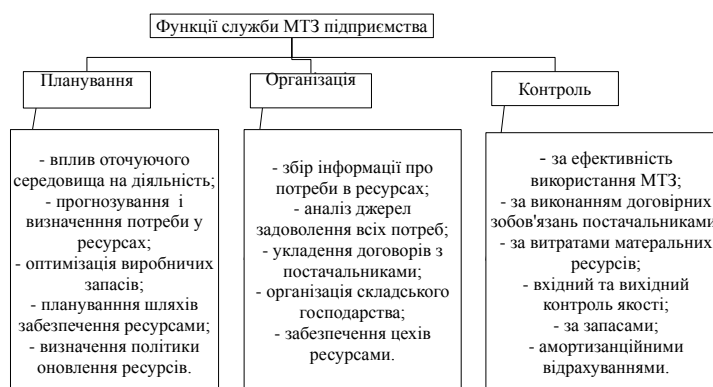 Функції служби МТЗ підприємства
Планування
Організація
Контроль
- вплив оточуючого
середовища на діяльність;
- прогнозування і
визначенння потреби у
ресурсах;
- оптимізація виробничих
запасів;
- плануванння шляхів
забезпечення ресурсами;
- визначення політики
оновлення ресурсів.
- збір інформації про
потреби в ресурсах;
- аналіз джерел
задоволення всіх потреб;
- укладення договорів з
постачальниками;
- організація складського
господарства;
- забезпечення цехів
ресурсами.
- за ефективність
використання МТЗ;
- за виконанням договірних
зобов'язань постачальниками
- за витратами матеральних
ресурсів;
- вхідний та вихідний
контроль якості;
- за запасами;
- амортизанційними
відрахуваннями.